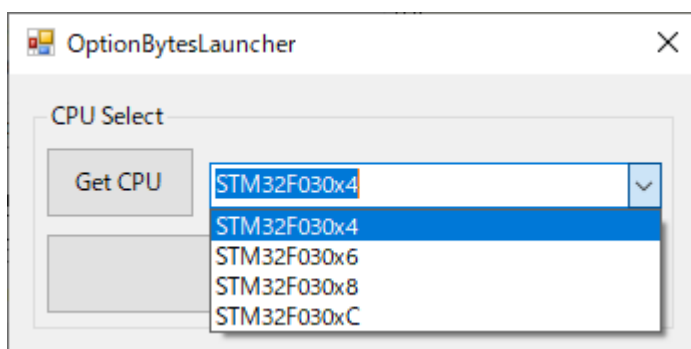 OptionBytesLauncher
CPU Select
Get CPU
STM32F030x4
STM32F030x4
STM32F030x6
STM32F030x8
STM32F030xC